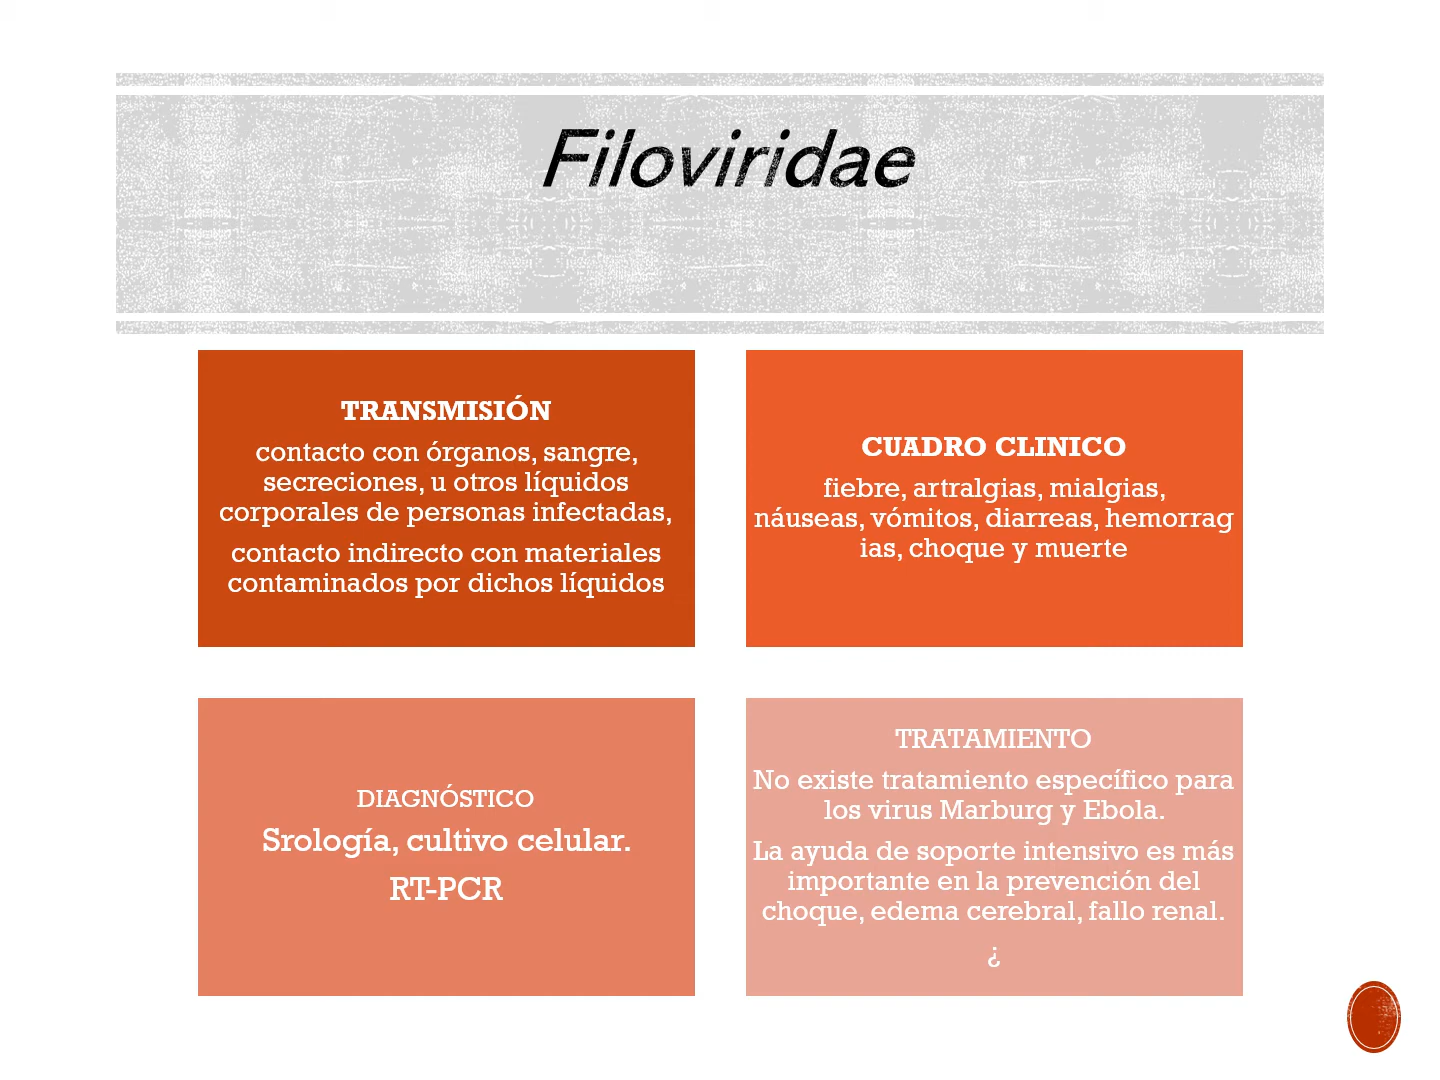 Filoviridae
TRANSMISIÓN
contacto con órganos, sangre,
secreciones, u otros líquidos
corporales de personas infectadas,
contacto indirecto con materiales
contaminados por dichos líquidos
CUADRO CLINICO
fiebre, artralgias, mialgias,
náuseas, vómitos, diarreas, hemorrag
ias, choque y muerte
DIAGNÓSTICO
Srología, cultivo celular.
RT-PCR
TRATAMIENTO
No existe tratamiento específico para
los virus Marburg y Ebola.
La ayuda de soporte intensivo es más
importante en la prevención del
choque, edema cerebral, fallo renal.
¿